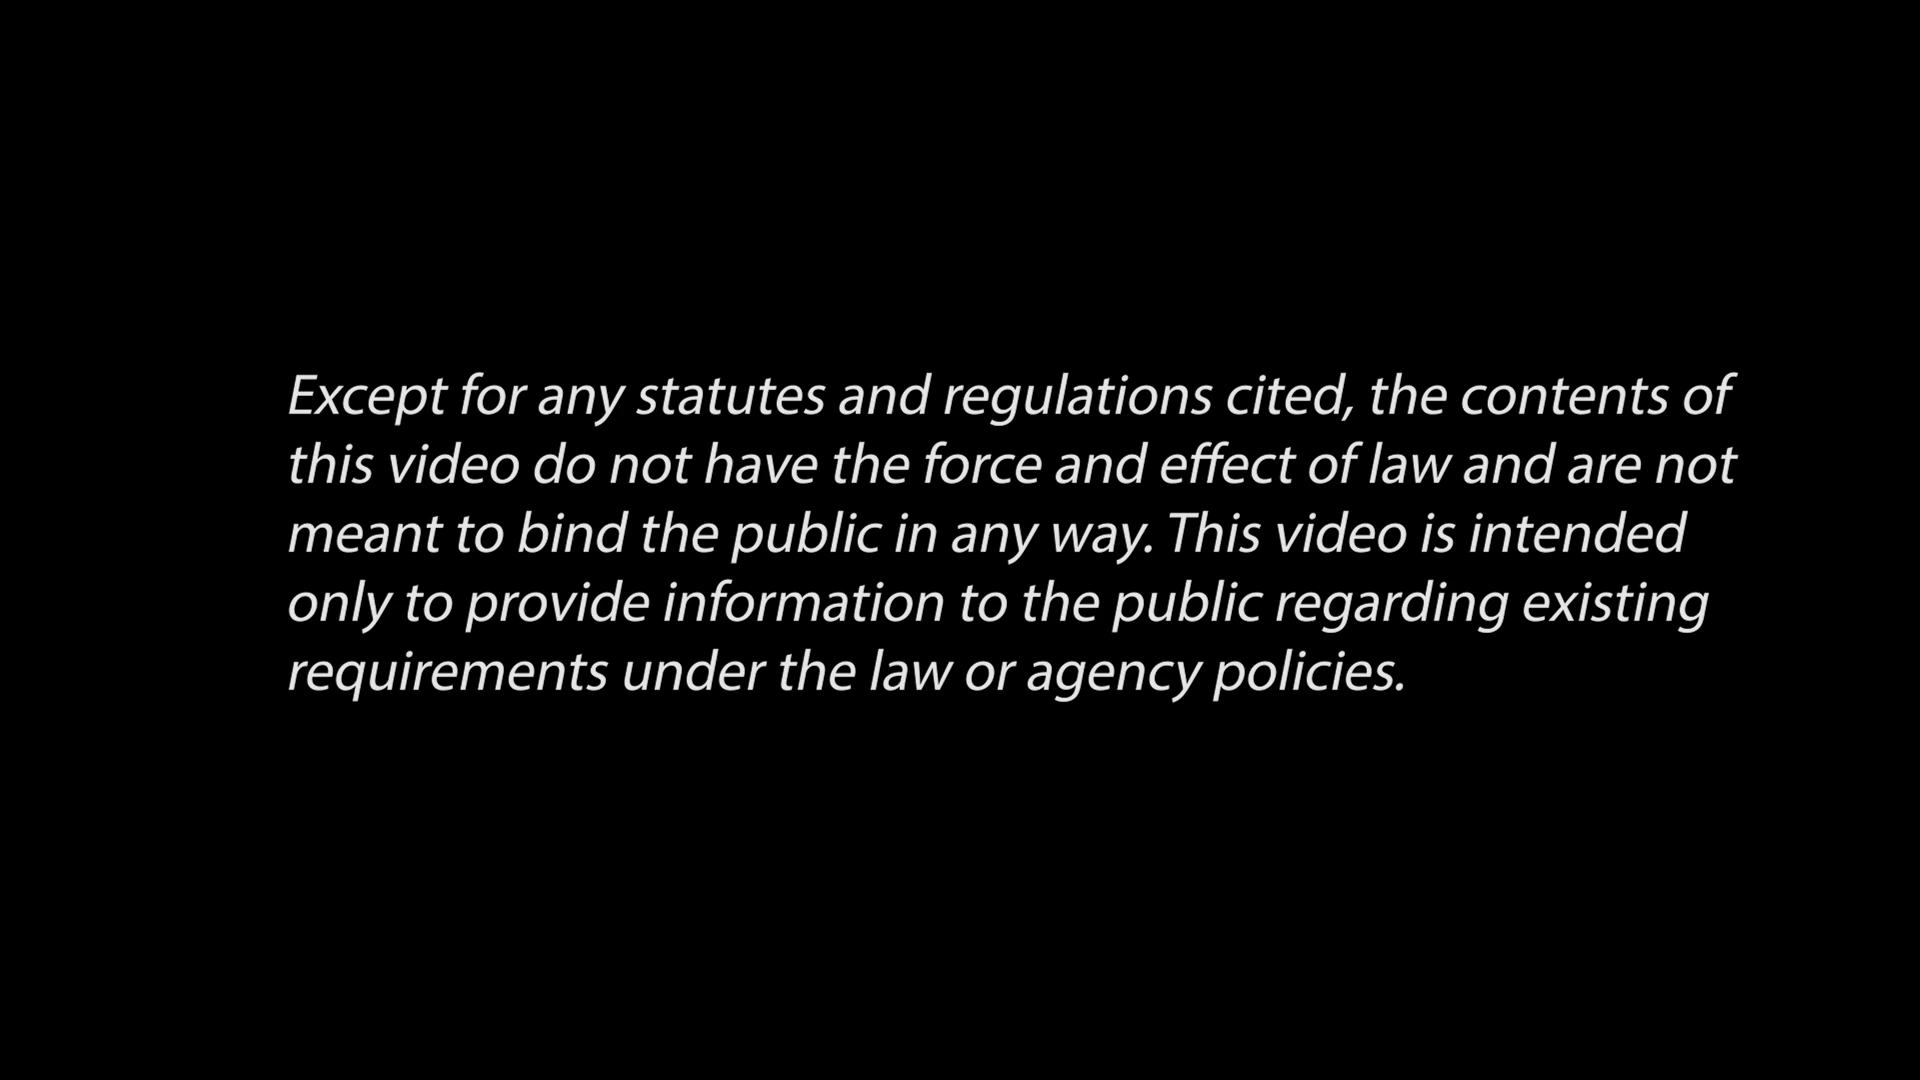 Except for any statutes and regulations cited, the contents of
this video do not have the force and effect of law and are not
meant to bind the public in any way. This video is intended
only to provide information to the public regarding existing
requirements under the law or agency policies.